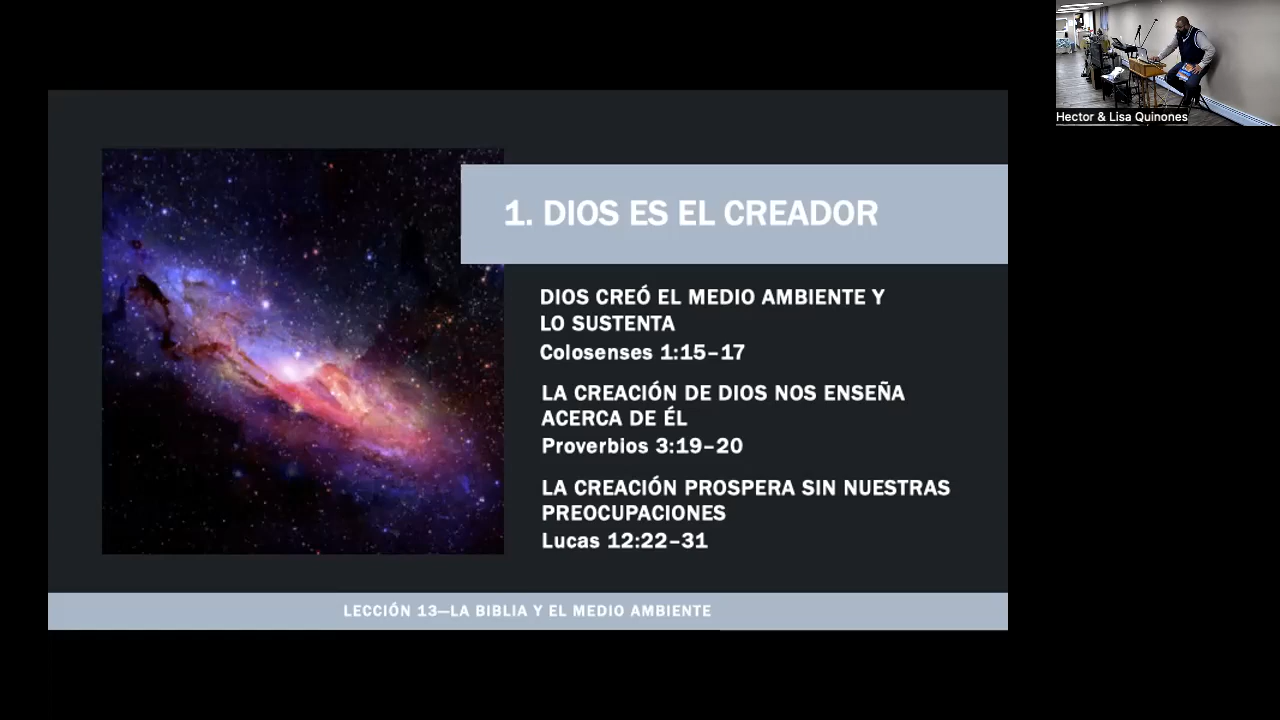 Hector & Lisa Quinones
1. DIOS ES EL CREADOR
DIOS CREÓ EL MEDIO AMBIENTE Y
LO SUSTENTA
Colosenses 1:15–17
LA CREACIÓN DE DIOS NOS ENSEÑA
ACERCA DE ÉL
Proverbios 3:19–20
LA CREACIÓN PROSPERA SIN NUESTRAS
PREOCUPACIONES
Lucas 12:22–31
LECCIÓN 13—LA BIBLIA Y EL MEDIO AMBIENTE